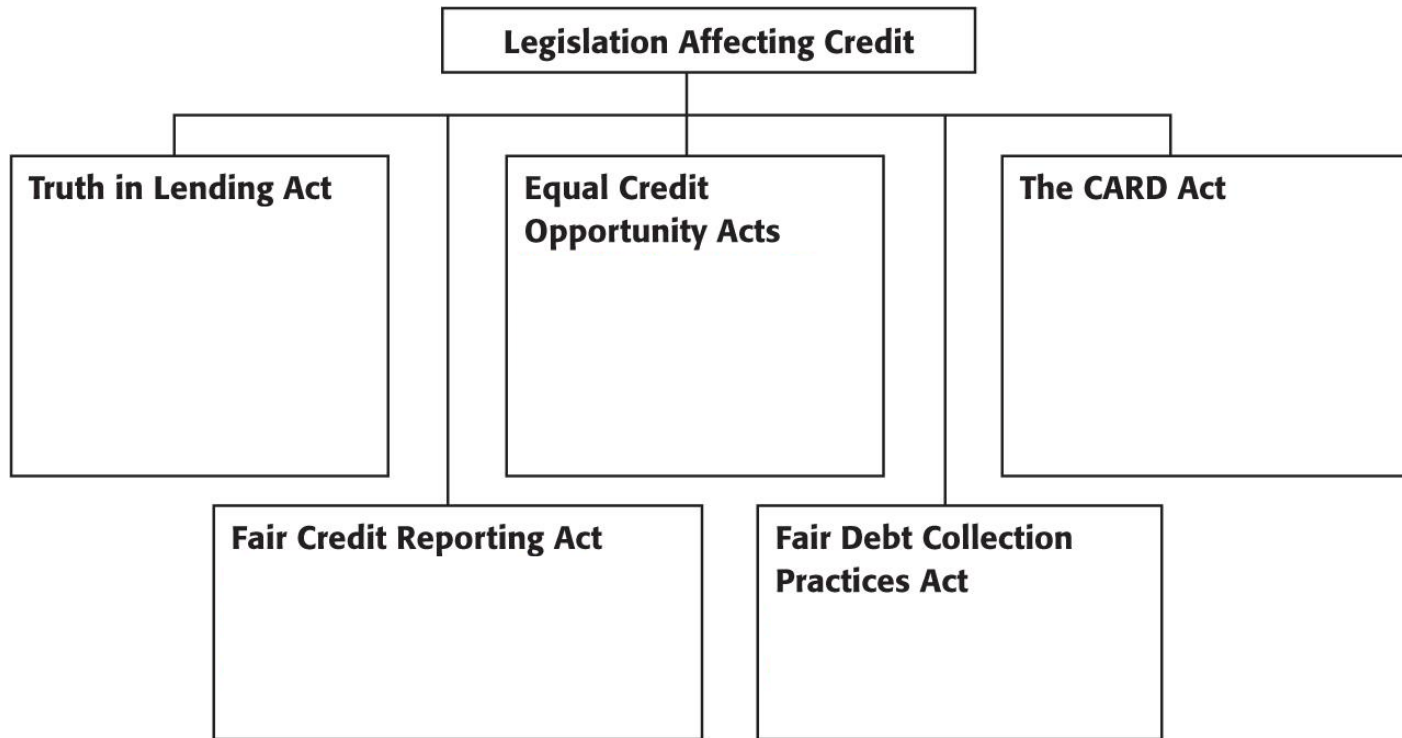 Legislation Affecting Credit
Truth in Lending Act
Equal Credit
Opportunity Acts
The CARD Act
Fair Credit Reporting Act
Fair Debt Collection
Practices Act